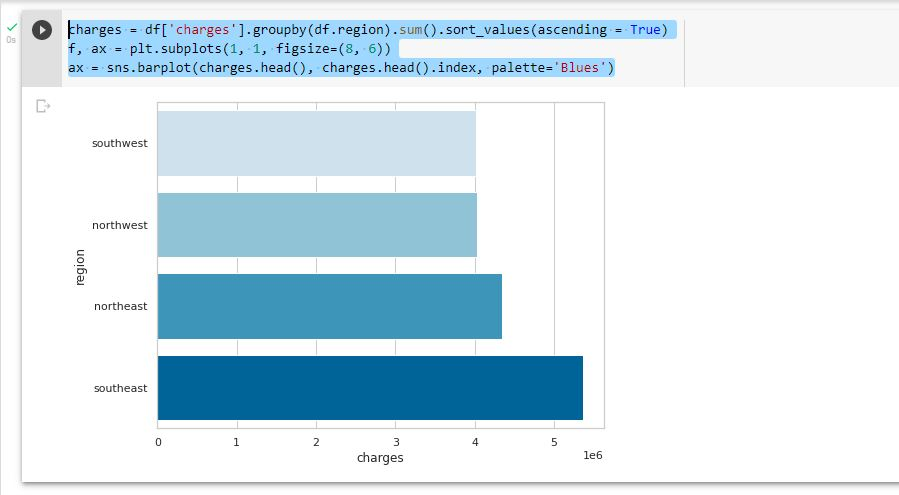 charges = df['charges'].groupby(df.region).sum().sort_values(ascending = True)
0s
f, ax = plt.subplots(1, 1, figsize=(8, 6))
ax = sns.barplot(charges.head(), charges.head().index, palette='Blues')
southwest
northwest
region
northeast
southeast
0 1 2 3 4 5
charges
1e6